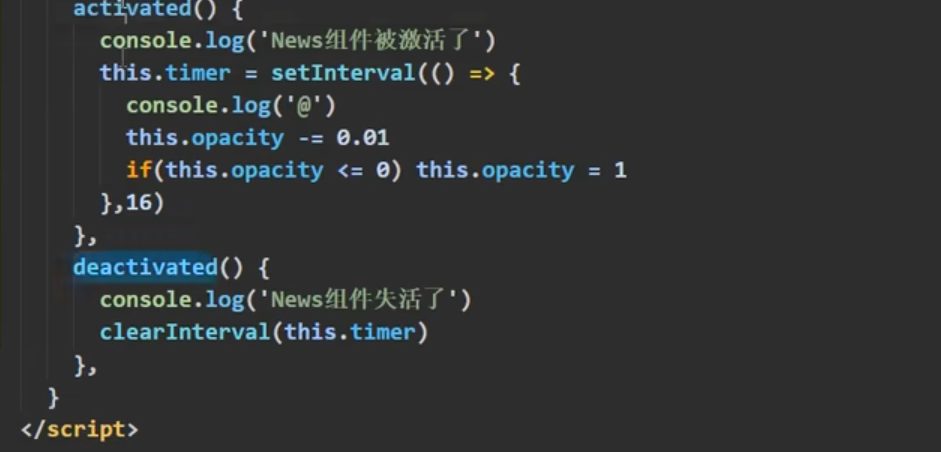 activated() {
console.log('News组件被激活了')
this.timer = setInterval(() => {
console.log('@')
this.opacity -= 0.01
if(this.opacity <= 0) this.opacity = 1
},16)
},
deactivated() {
console.log('News组件失活了')
clearInterval(this.timer)
},
}
</script>